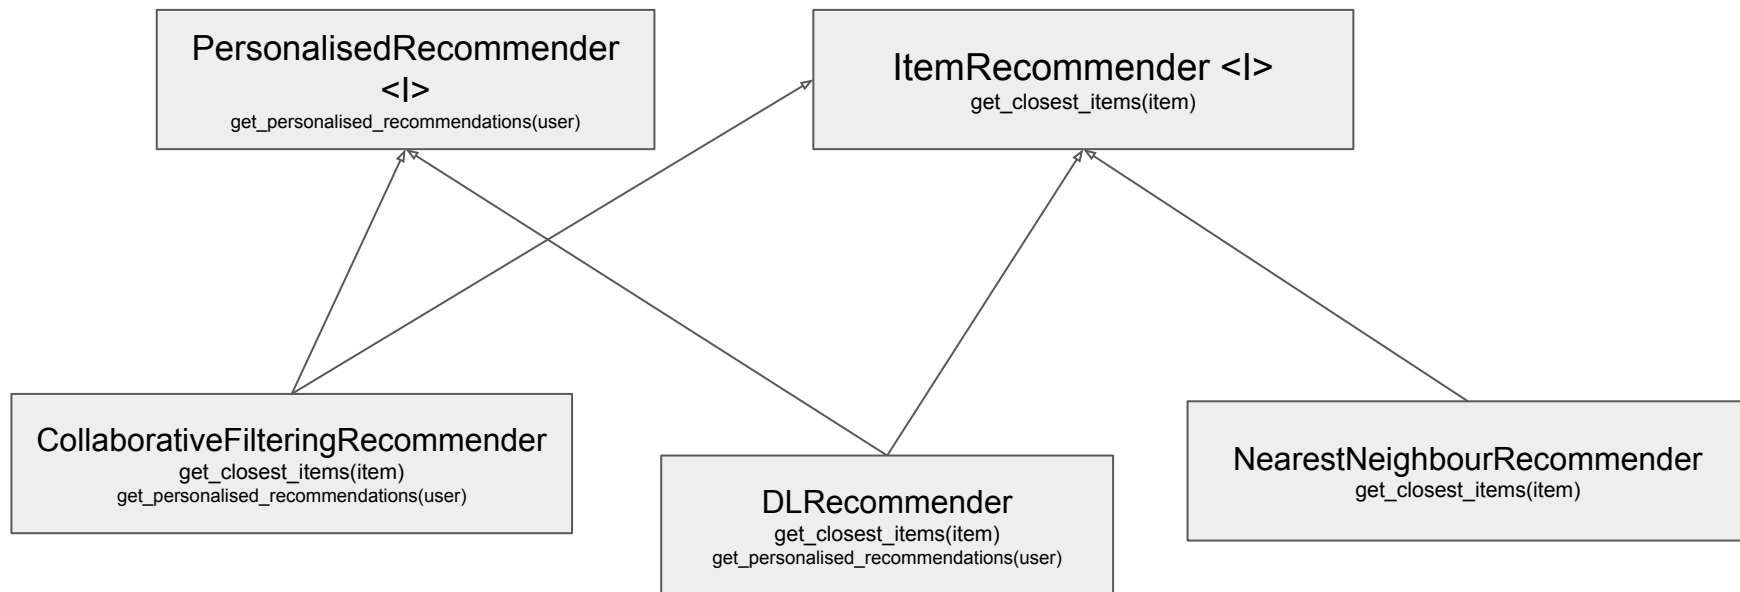 PersonalisedRecommender
<I>
get_personalised_recommendations(user)
ItemRecommender <I>
get_closest_items(item)
CollaborativeFilteringRecommender
get_closest_items(item)
get_personalised_recommendations(user)
DLRecommender
get_closest_items(item)
get_personalised_recommendations(user)
NearestNeighbourRecommender
get_closest_items(item)